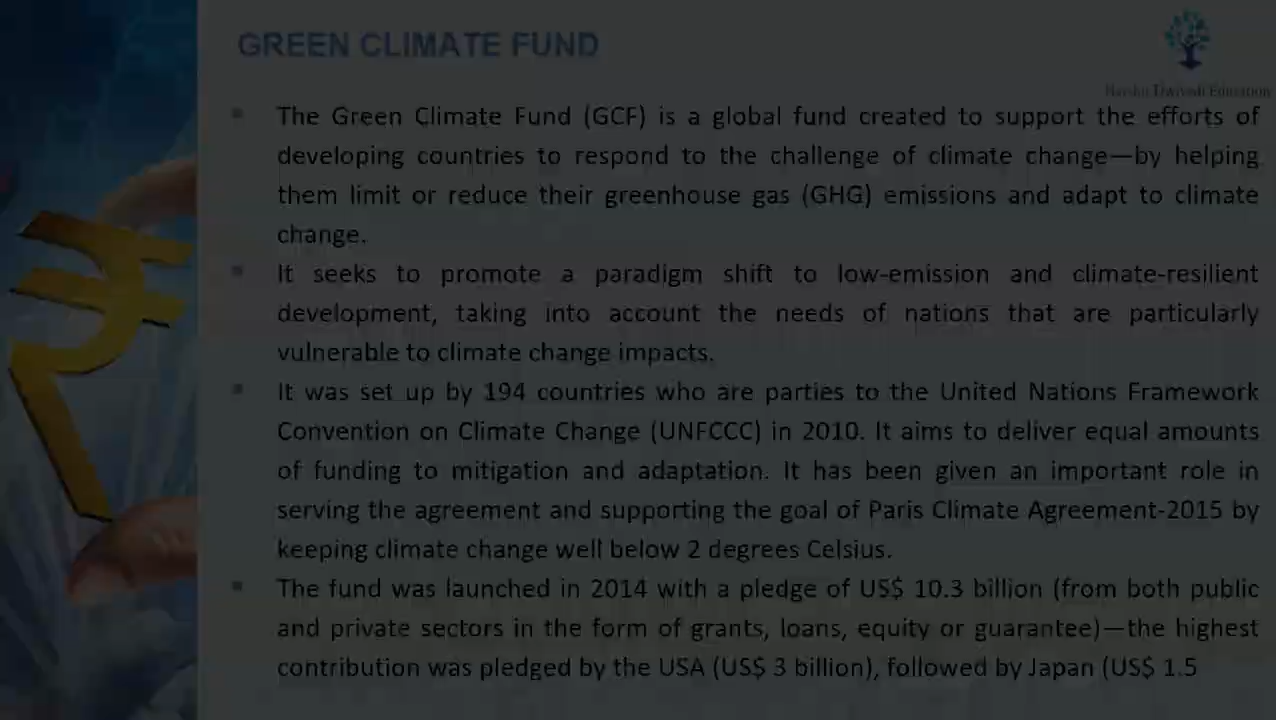 GREEN CLIMATE FUND
Harshu Dwivedi Education
The Green Climate Fund (GCF) is a global fund created to support the efforts of
developing countries to respond to the challenge of climate change—by helping
them limit or reduce their greenhouse gas (GHG) emissions and adapt to climate
change.
It seeks to promote a paradigm shift to low-emission and climate-resilient
development, taking into account the needs of nations that are particularly
vulnerable to climate change impacts.
It was set up by 194 countries who are parties to the United Nations Framework
Convention on Climate Change (UNFCCC) in 2010. It aims to deliver equal amounts
of funding to mitigation and adaptation. It has been given an important role in
serving the agreement and supporting the goal of Paris Climate Agreement-2015 by
keeping climate change well below 2 degrees Celsius.
The fund was launched in 2014 with a pledge of US$ 10.3 billion (from both public
and private sectors in the form of grants, loans, equity or guarantee)—the highest
contribution was pledged by the USA (US$ 3 billion), followed by Japan (US$ 1.5